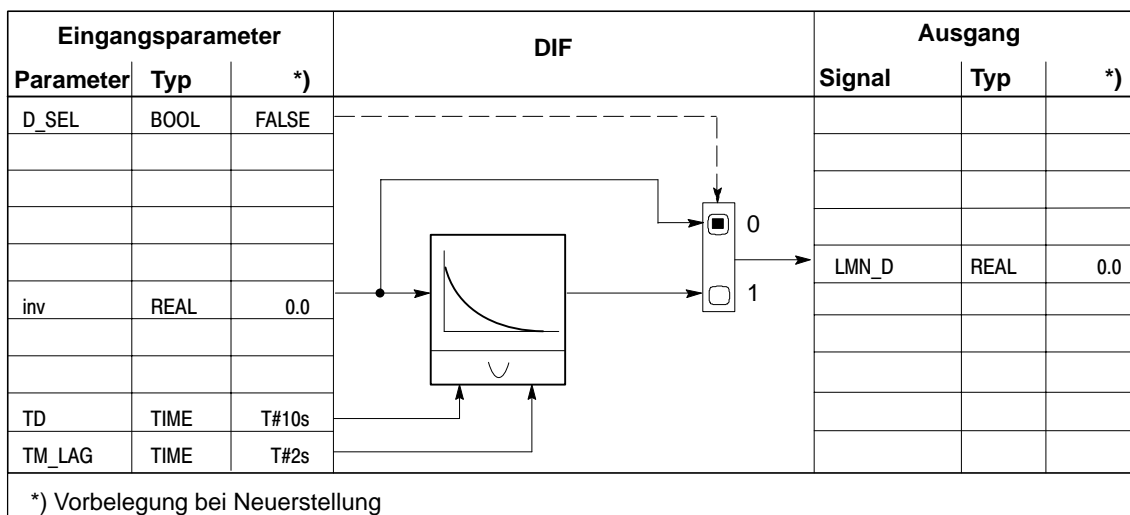 Eingangsparameter DIF Ausgang
Parameter Typ *) Signal Typ *)
D_SEL BOOL FALSE
0
LMN_D REAL 0.0
inv REAL 0.0 1
TD TIME T#10s
TM_LAG TIME T#2s
*) Vorbelegung bei Neuerstellung